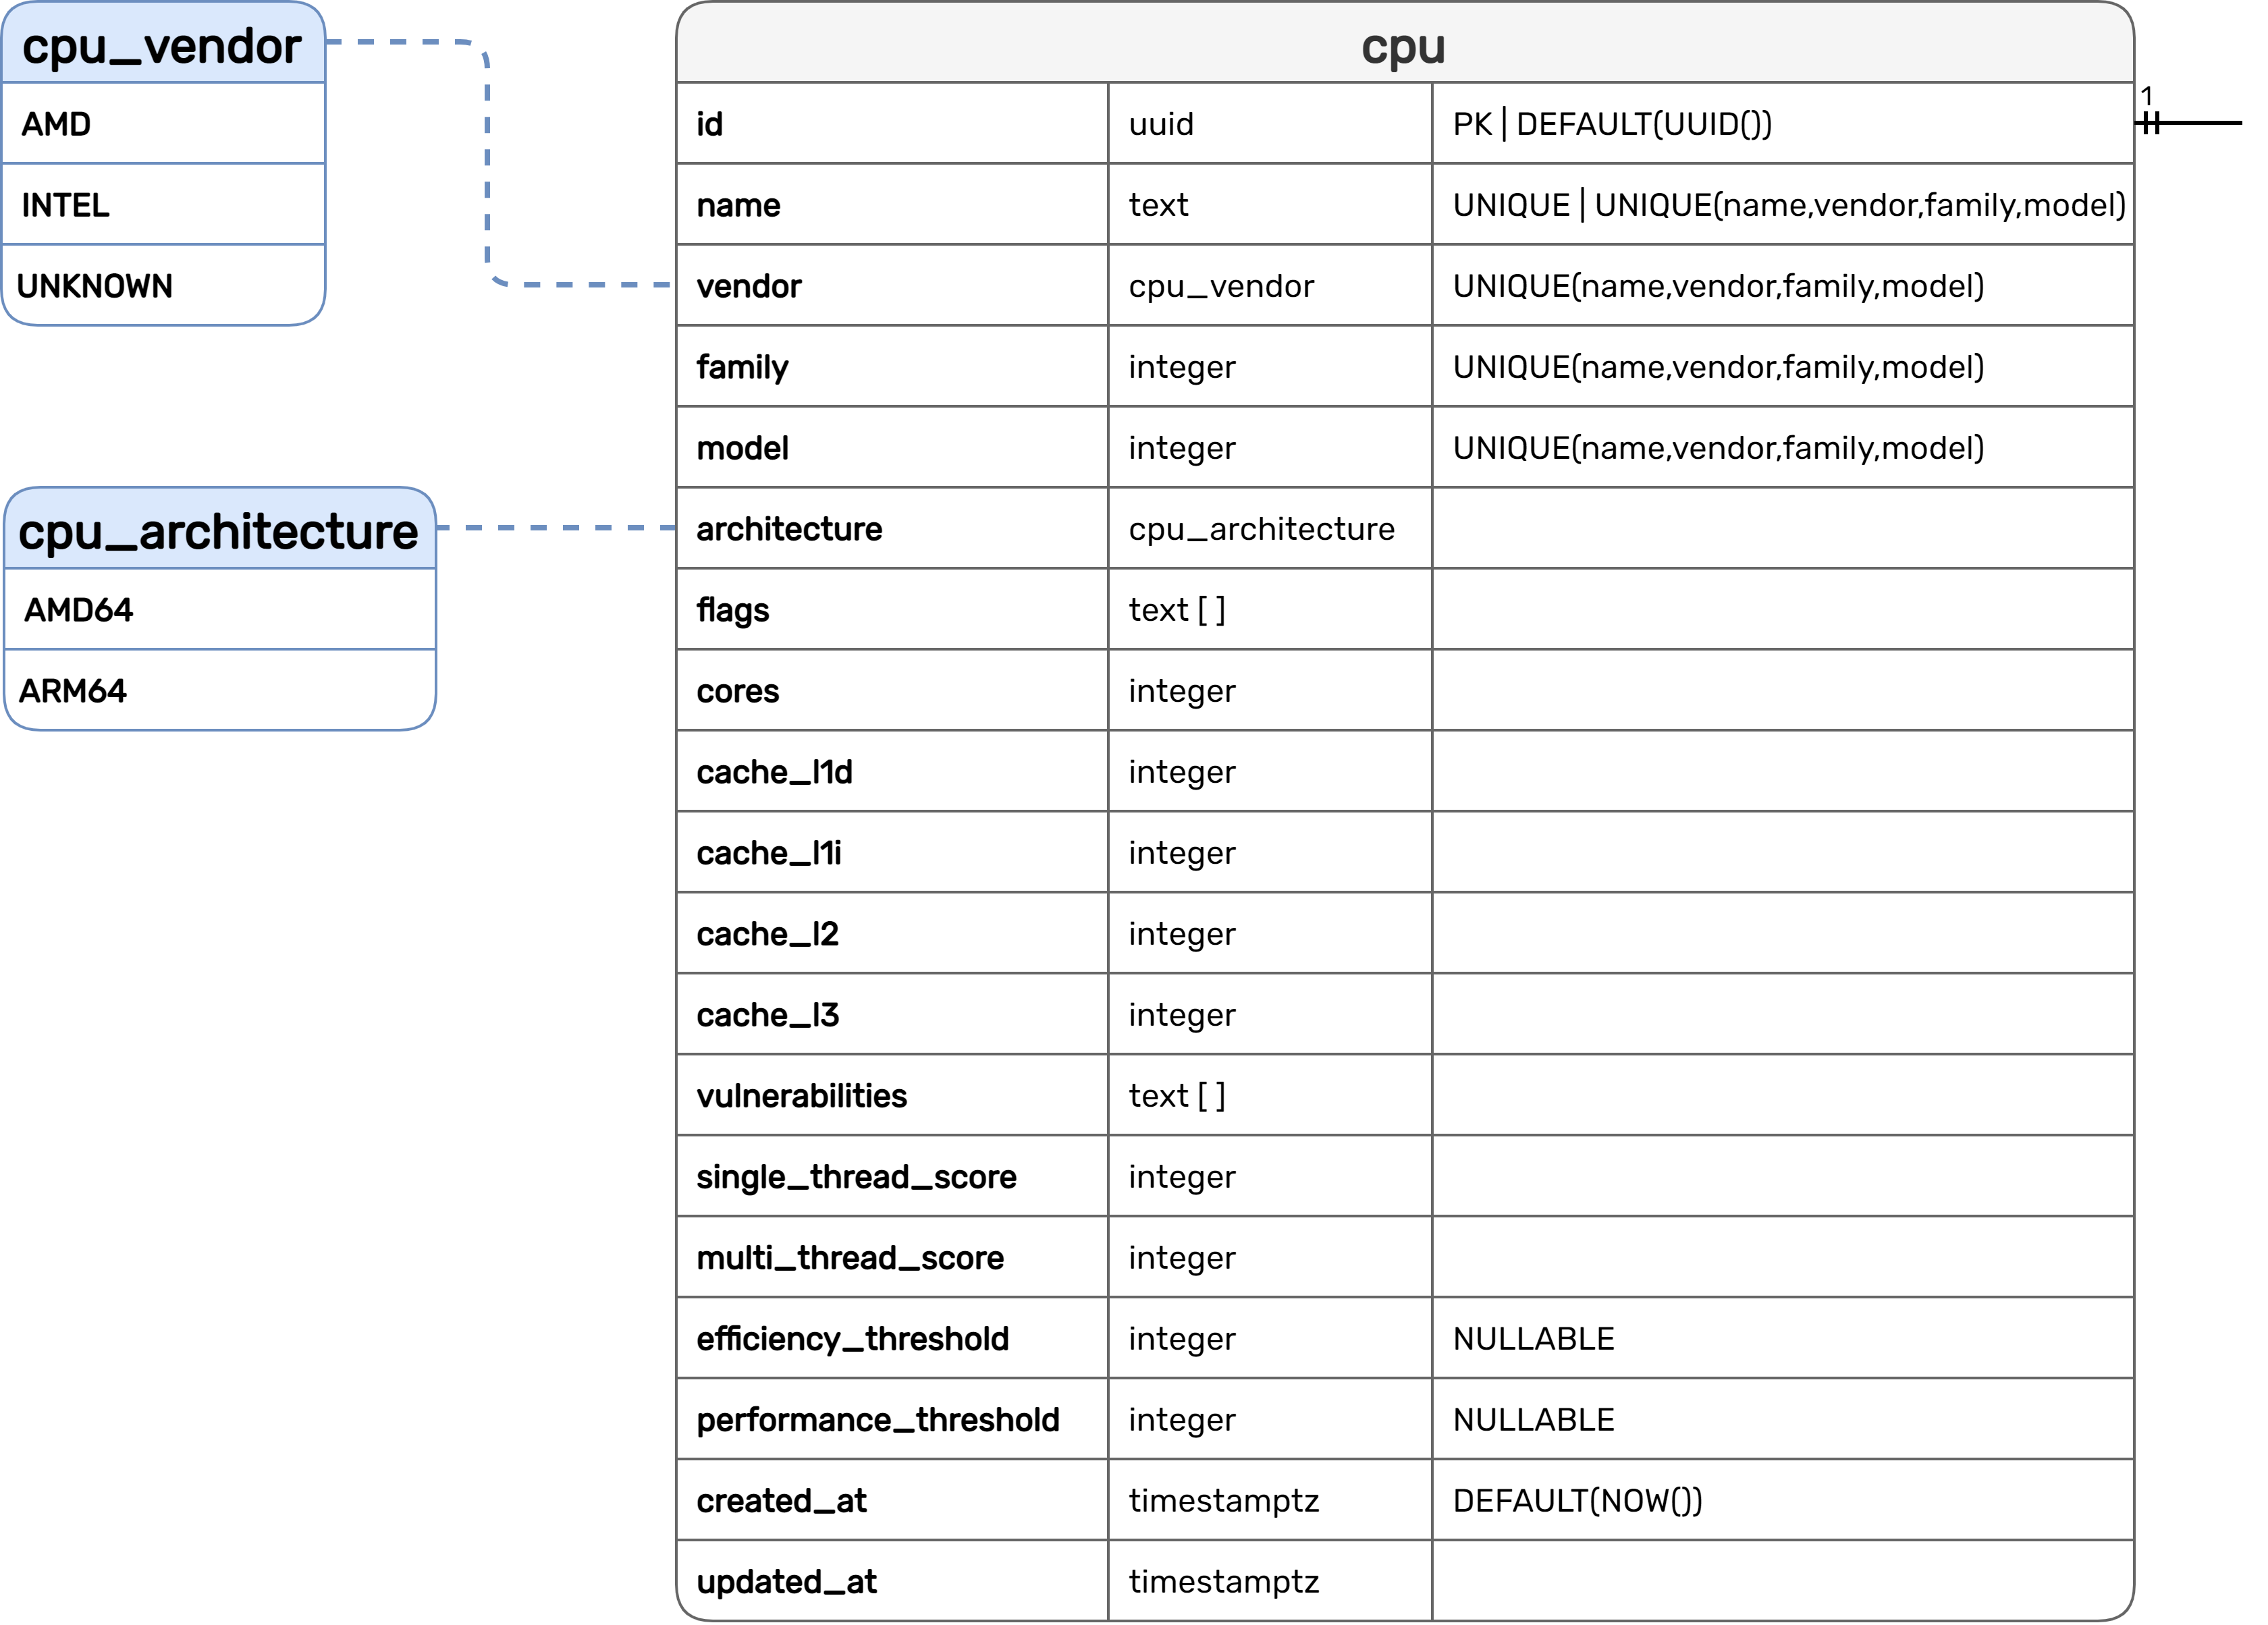 cpu_vendor
AMD
INTEL
UNKNOWN
cpu_architecture
AMD64
ARM64
cpu
id uuid PK | DEFAULT(UUID())
name text UNIQUE | UNIQUE(name,vendor,family,model)
vendor cpu_vendor UNIQUE(name,vendor,family,model)
family integer UNIQUE(name,vendor,family,model)
model integer UNIQUE(name,vendor,family,model)
architecture cpu_architecture
flags text [ ]
cores integer
cache_l1d integer
cache_l1i integer
cache_l2 integer
cache_l3 integer
vulnerabilities text [ ]
single_thread_score integer
multi_thread_score integer
efficiency_threshold integer NULLABLE
performance_threshold integer NULLABLE
created_at timestamptz DEFAULT(NOW())
updated_at timestamptz
1